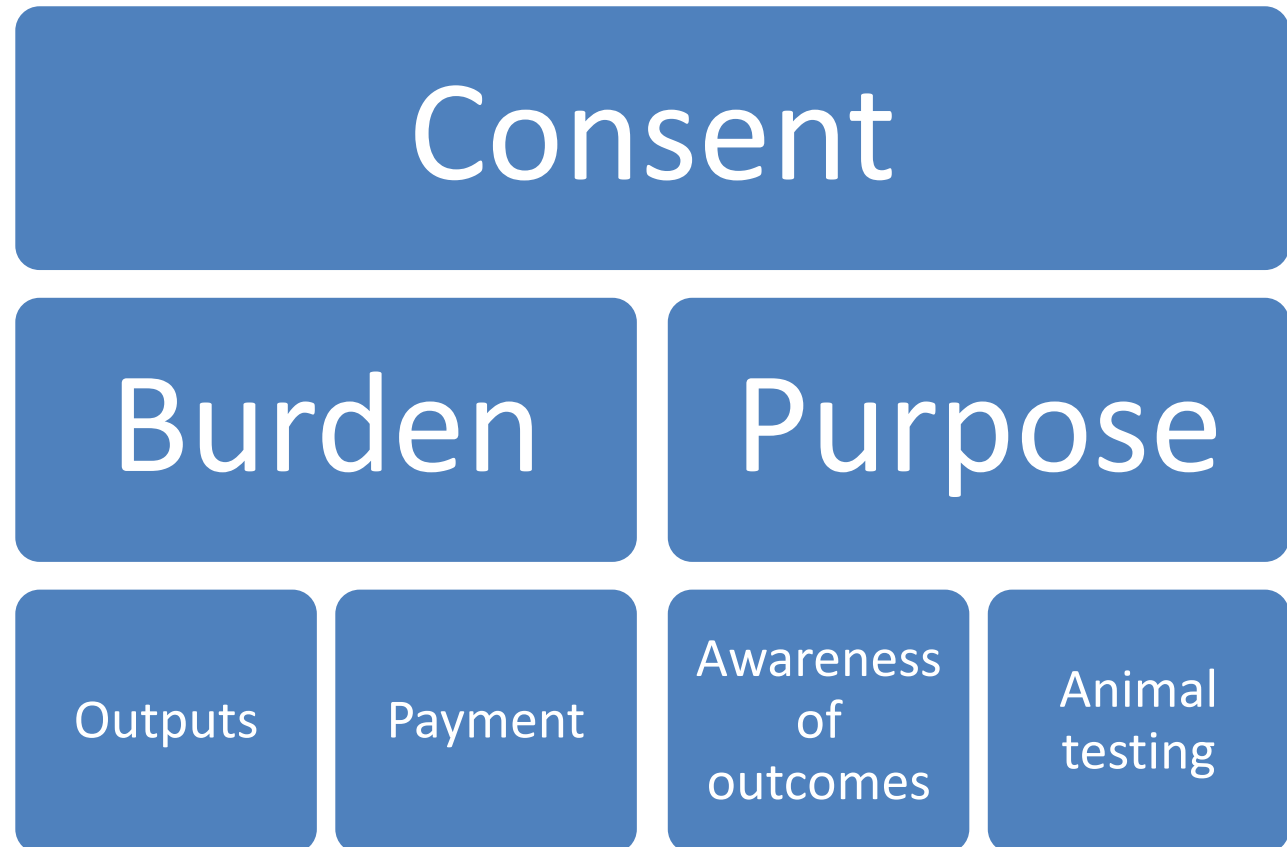 Consent
Burden
Purpose
Outputs
Payment
Awareness
of
outcomes
Animal
testing